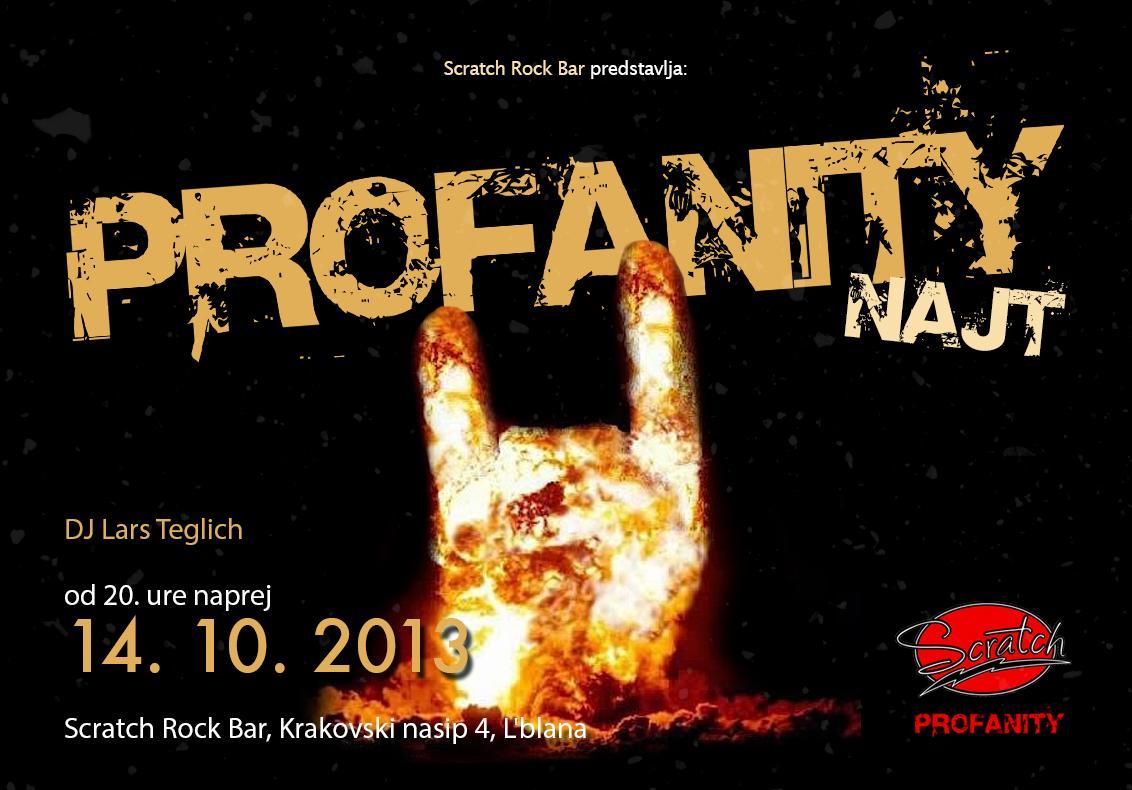 Scratch Rock Bar predstavlja:
PROFANITY
NAJT
DJ Lars Teglich
od 20. ure naprej
14. 10. 2013
Scratch Rock Bar, Krakovski nasip 4, L'blana
Scratch
PROFANITY